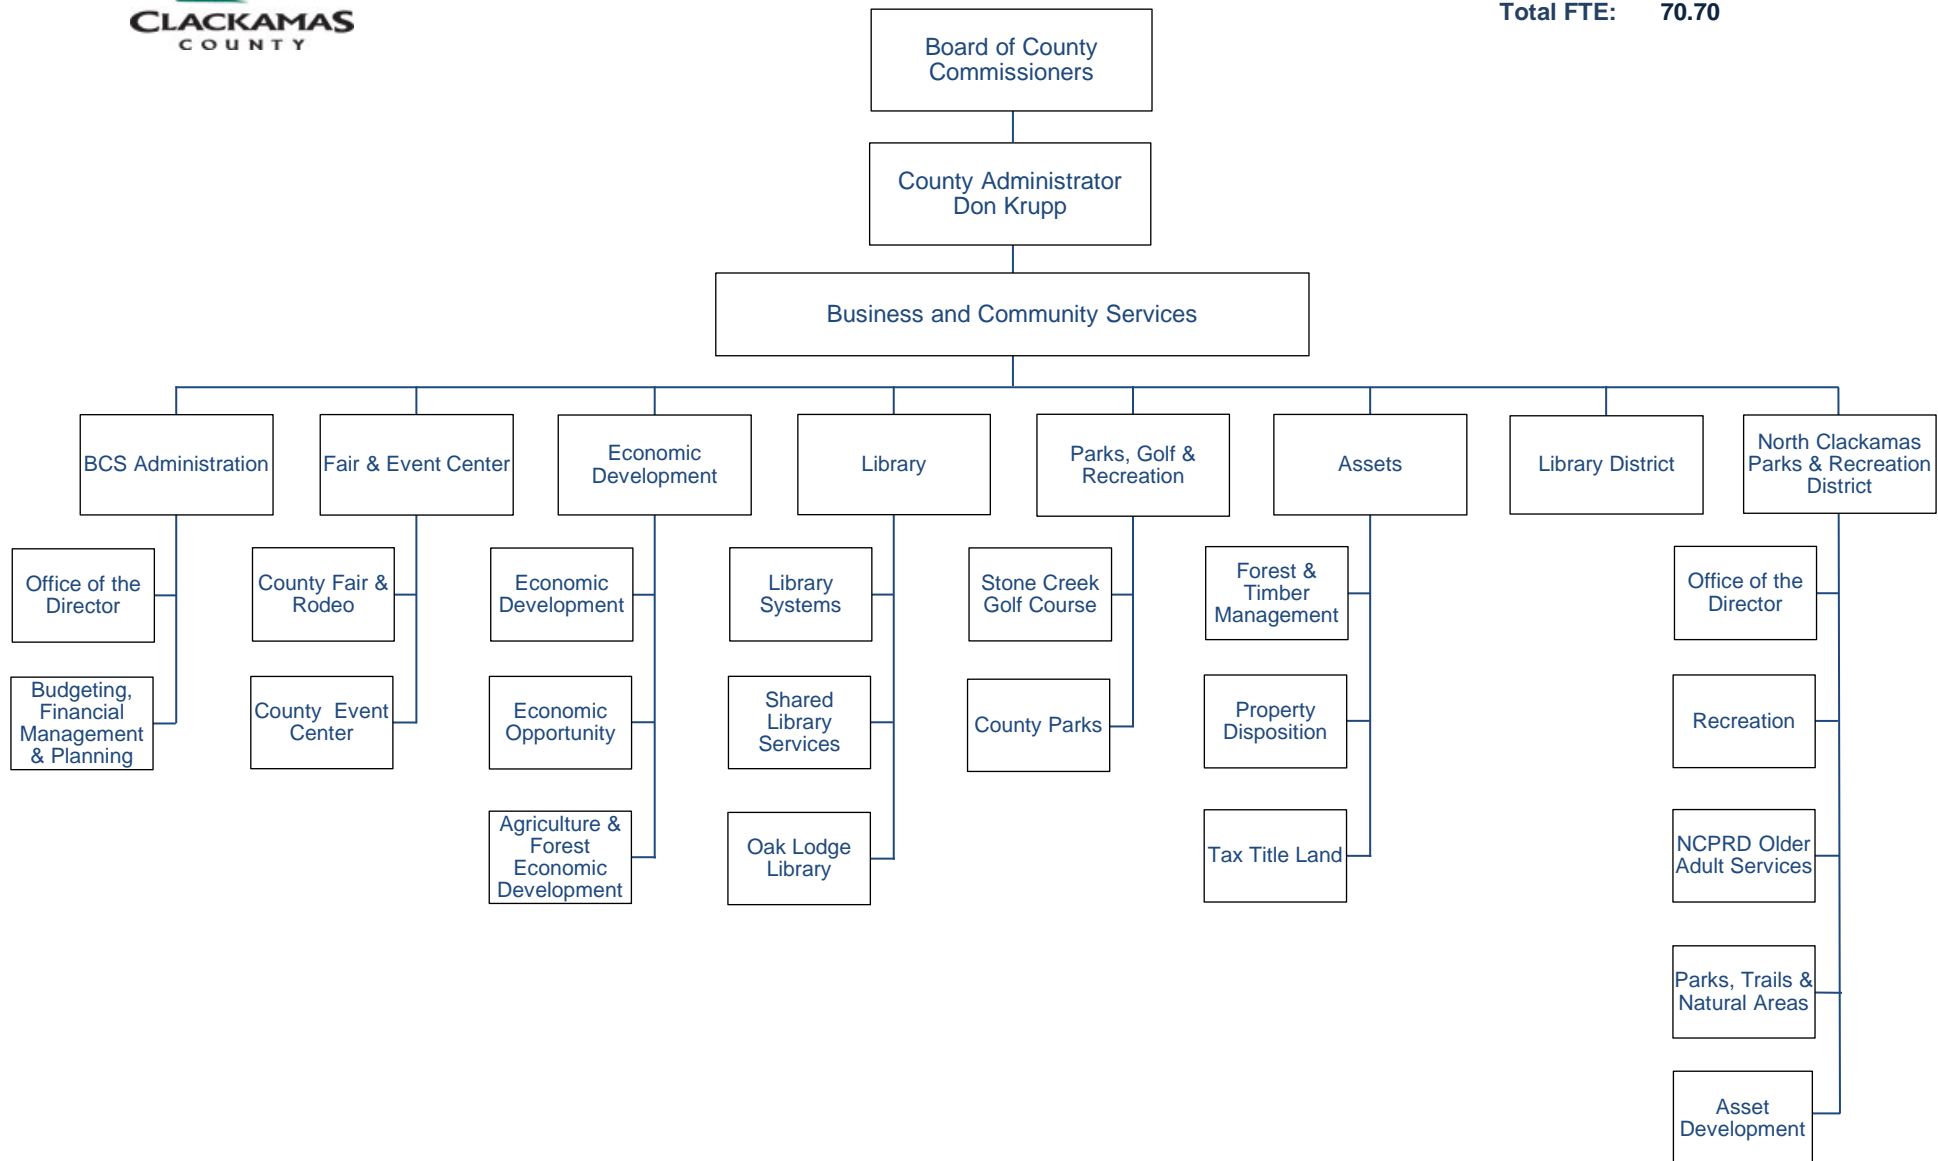 CLACKAMAS
COUNTY
Total FTE: 70.70
Board of County
Commissioners
County Administrator
Don Krupp
Business and Community Services
BCS Administration
Fair & Event Center
Economic
Development
Library
Parks, Golf &
Recreation
Assets
Library District
North Clackamas
Parks & Recreation
District
Office of the
Director
Budgeting,
Financial
Management
& Planning
County Fair &
Rodeo
County Event
Center
Economic
Development
Economic
Opportunity
Agriculture &
Forest
Economic
Development
Library
Systems
Shared
Library
Services
Oak Lodge
Library
Stone Creek
Golf Course
County Parks
Forest &
Timber
Management
Property
Disposition
Tax Title Land
Office of the
Director
Recreation
NCPRD Older
Adult Services
Parks, Trails &
Natural Areas
Asset
Development